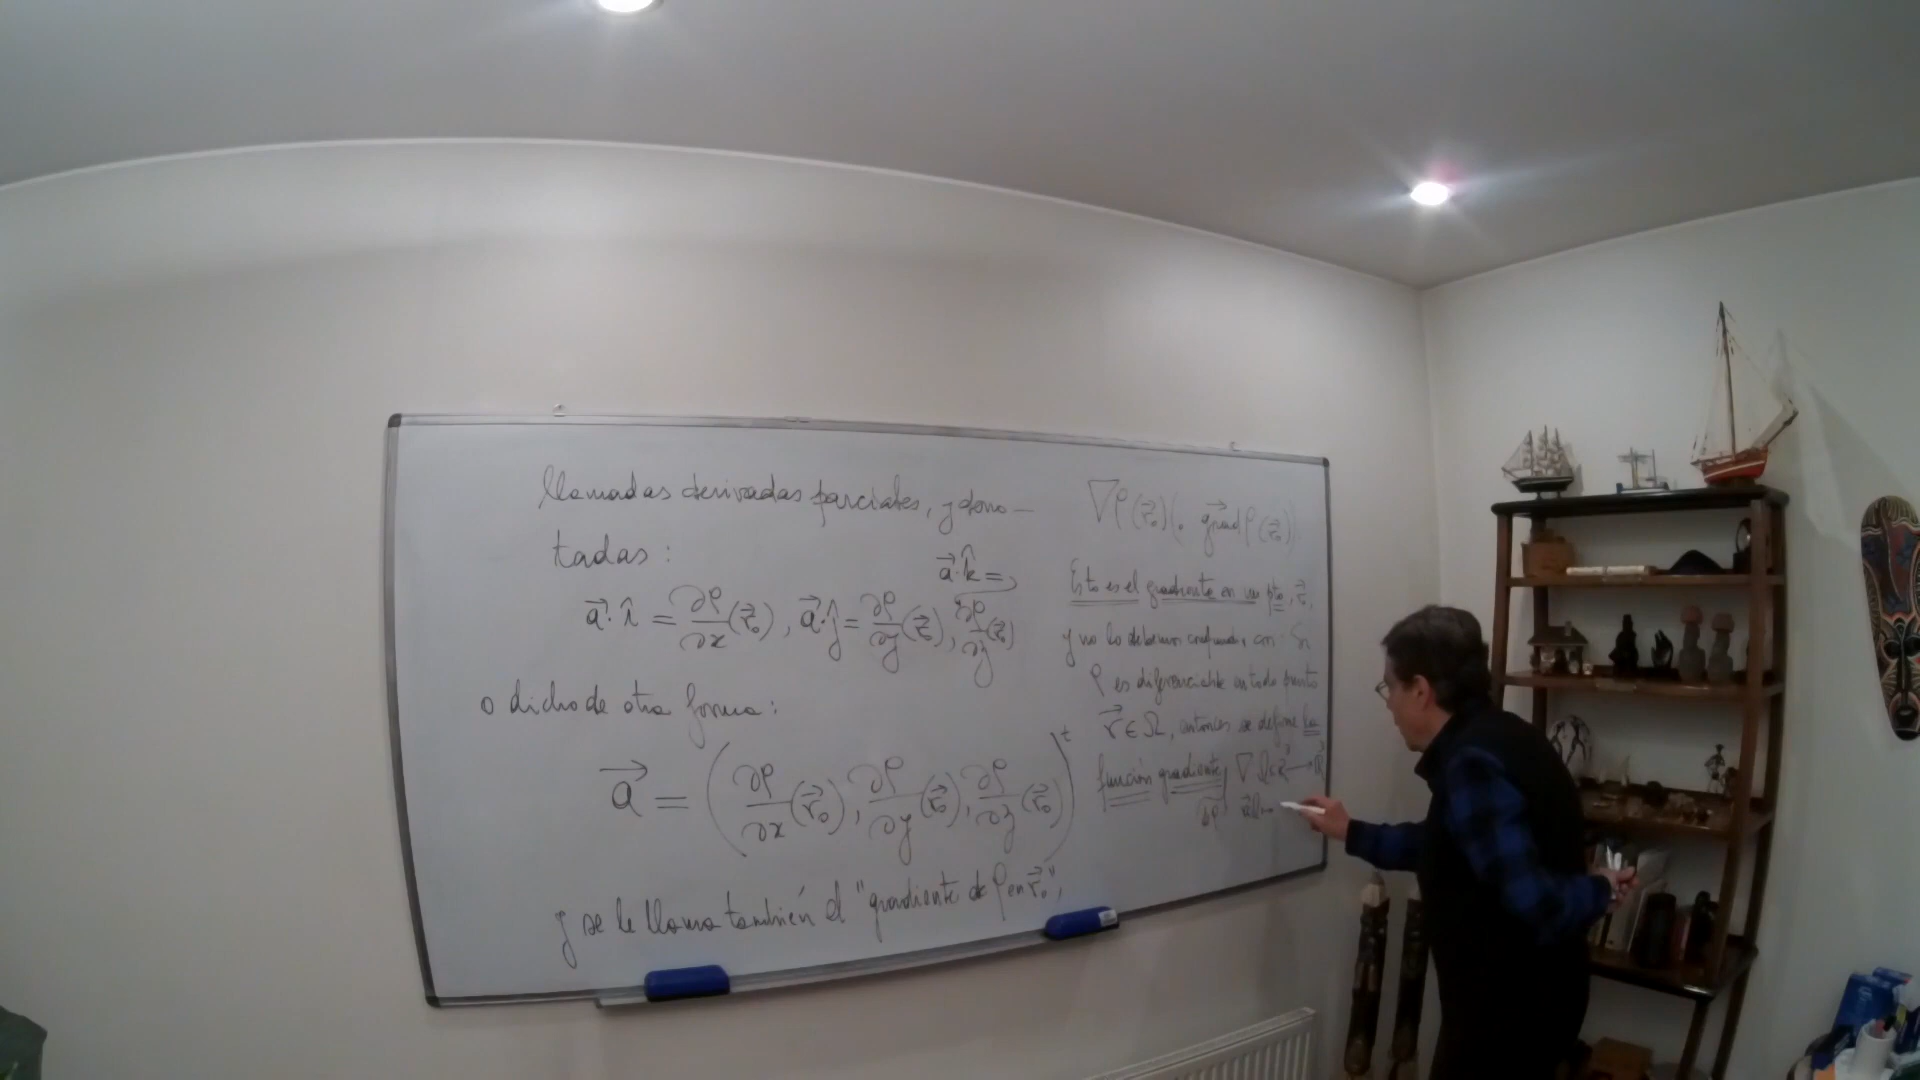 llamadas derivadas parciales, y deno-
tadas:
a⃗·k̂ =
a⃗·î = ∂φ/∂x (r⃗₀), a⃗·ĵ = ∂φ/∂y (r⃗₀), ∂φ/∂z (r⃗₀)
o dicho de otra forma:
a⃗ = (∂φ/∂x (r⃗₀), ∂φ/∂y (r⃗₀), ∂φ/∂z (r⃗₀))ᵗ
y se le llama también el "gradiente de φ en r⃗₀",
∇φ(r⃗₀) (o grad φ(r⃗₀))
Esto es el gradiente en un pto, r⃗₀,
y no lo debemos confundir con. Si
φ es diferenciable en todo punto
r⃗ ∈ Ω, entonces se define la
función gradiente, ∇ Ω⊂R³ → R³